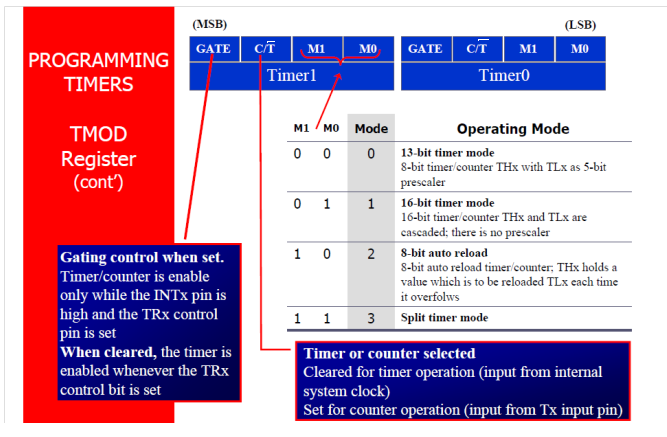 (MSB) (LSB)
GATE C/T̅ M1 M0 GATE C/T̅ M1 M0
Timer1 Timer0
PROGRAMMING
TIMERS
TMOD
Register
(cont’)
M1 M0 Mode Operating Mode
0 0 0 13-bit timer mode
8-bit timer/counter THx with TLx as 5-bit
prescaler
0 1 1 16-bit timer mode
16-bit timer/counter THx and TLx are
cascaded; there is no prescaler
1 0 2 8-bit auto reload
8-bit auto reload timer/counter; THx holds a
value which is to be reloaded TLx each time
it overfolws
1 1 3 Split timer mode
Gating control when set.
Timer/counter is enable
only while the INTx pin is
high and the TRx control
pin is set
When cleared, the timer is
enabled whenever the TRx
control bit is set
Timer or counter selected
Cleared for timer operation (input from internal
system clock)
Set for counter operation (input from Tx input pin)